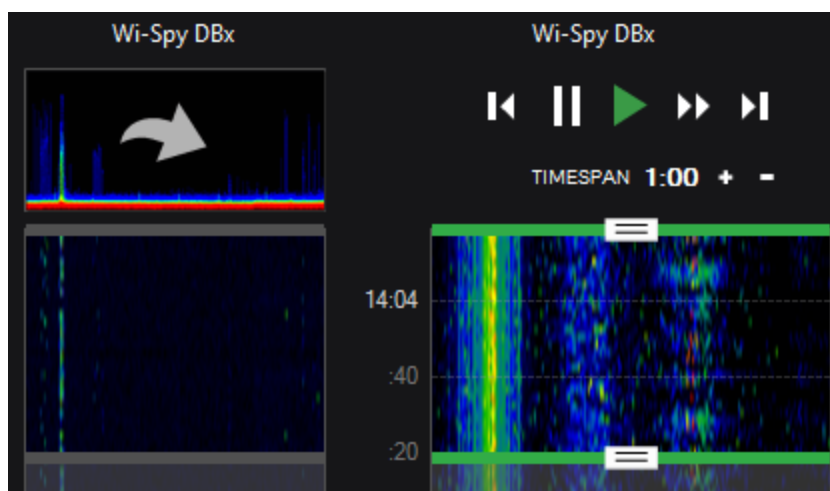 Wi-Spy DBx
Wi-Spy DBx
TIMESPAN 1:00 + -
14:04
:40
:20